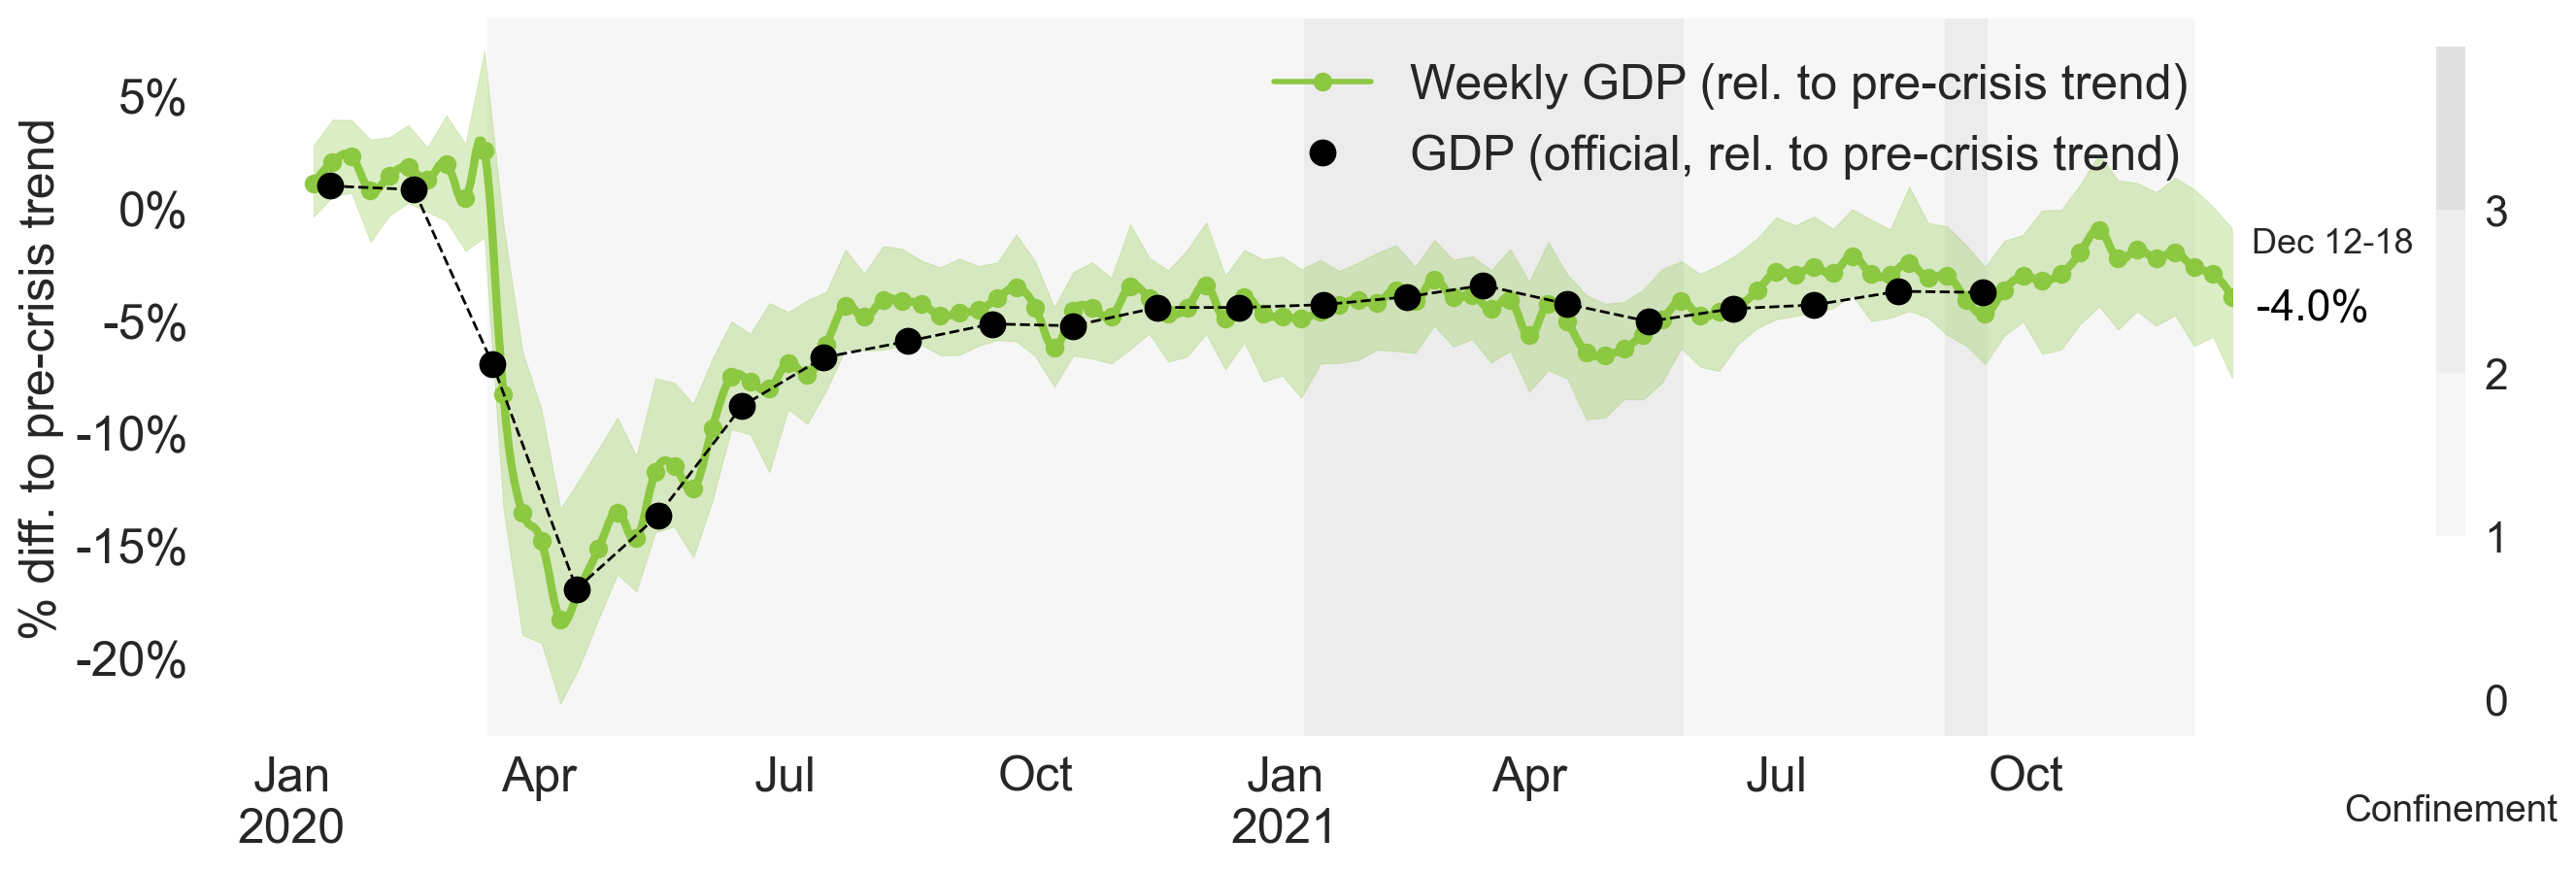 Weekly GDP (rel. to pre-crisis trend)
GDP (official, rel. to pre-crisis trend)
% diff. to pre-crisis trend
5%
0%
-5%
-10%
-15%
-20%
Jan
2020
Apr
Jul
Oct
Jan
2021
Apr
Jul
Oct
Dec 12-18
-4.0%
3
2
1
0
Confinement